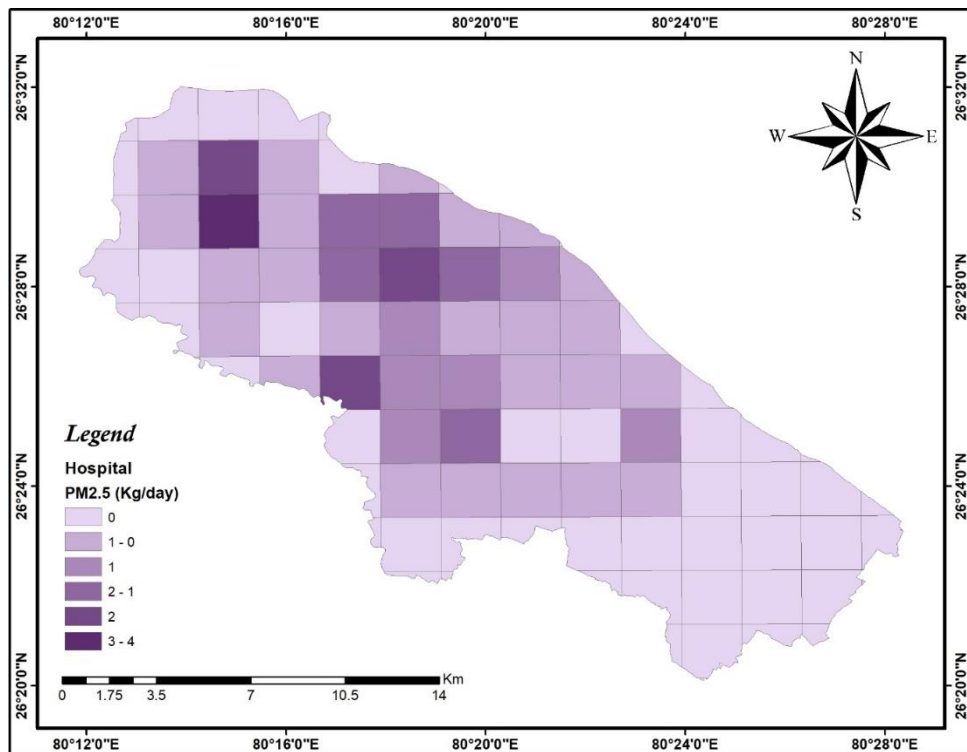 80°12'0"E 80°16'0"E 80°20'0"E 80°24'0"E 80°28'0"E
26°32'0"N 26°32'0"N
N
W E
S
26°28'0"N 26°28'0"N
Legend
Hospital
PM2.5 (Kg/day)
0
1 - 0
1
2 - 1
2
3 - 4
26°24'0"N 26°24'0"N
Km
0 1.75 3.5 7 10.5 14
26°20'0"N 26°20'0"N
80°12'0"E 80°16'0"E 80°20'0"E 80°24'0"E 80°28'0"E